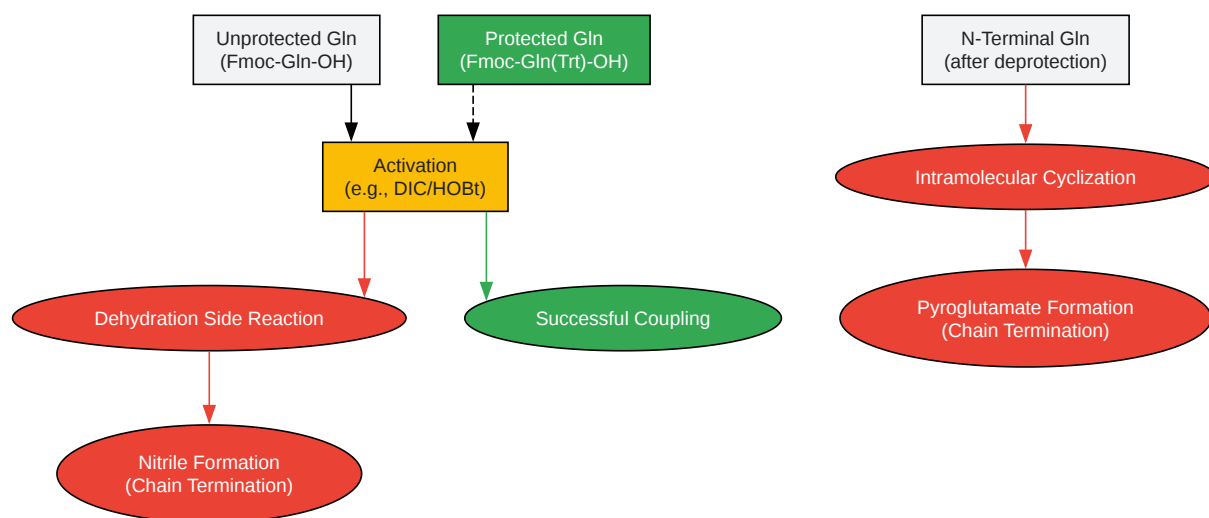 Unprotected Gln
(Fmoc-Gln-OH)
Protected Gln
(Fmoc-Gln(Trt)-OH)
N-Terminal Gln
(after deprotection)
Activation
(e.g., DIC/HOBt)
Intramolecular Cyclization
Dehydration Side Reaction
Successful Coupling
Pyroglutamate Formation
(Chain Termination)
Nitrile Formation
(Chain Termination)